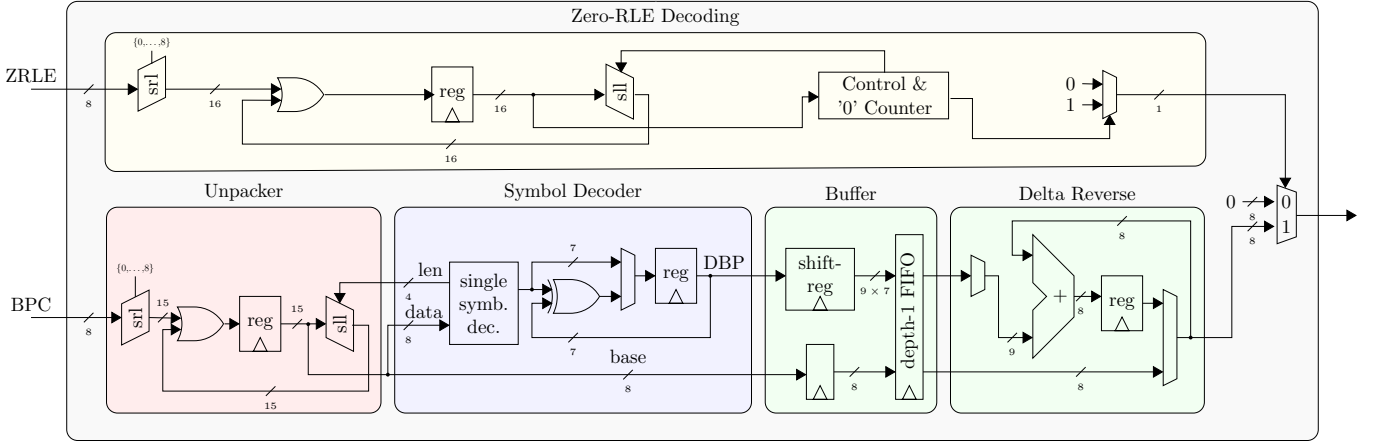 Zero-RLE Decoding
{0,...,8}
ZRLE
8
srl
16
reg
16
sll
16
Control &
'0' Counter
0
1
1
Unpacker
{0,...,8}
BPC
8
srl
15
reg
15
sll
15
Symbol Decoder
len
4
data
8
single
symb.
dec.
7
7
reg
DBP
base
8
Buffer
shift-
reg
9 × 7
8
depth-1 FIFO
Delta Reverse
8
9
+
8
reg
8
0
8
8
0
1